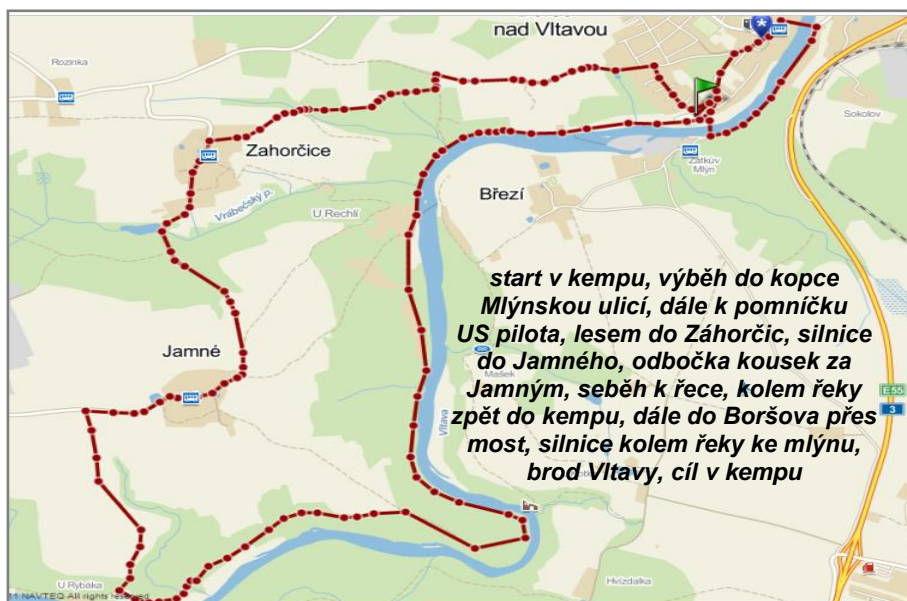 nad Vltavou
Rozinka
Sokolov
Zahorčice
Zátkův
Mlýn
Vrábečský p.
Březí
U Rechlí
start v kempu, výběh do kopce
Mlýnskou ulicí, dále k pomníčku
US pilota, lesem do Záhorčic, silnice
do Jamného, odbočka kousek za
Jamným, seběh k řece, kolem řeky
zpět do kempu, dále do Boršova přes
most, silnice kolem řeky ke mlýnu,
brod Vltavy, cíl v kempu
Jamné
Mašek
E55
3
Vltava
U Rybáka
Hvízdalka
11 NAVTEQ All rights reserved.